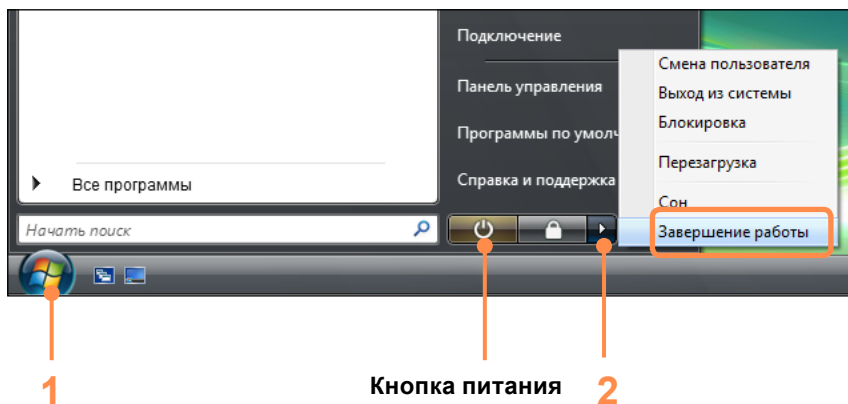 Подключение
Панель управления
Программы по умолч
Справка и поддержка
Смена пользователя
Выход из системы
Блокировка
Перезагрузка
Сон
Завершение работы
Все программы
Начать поиск
1
Кнопка питания
2